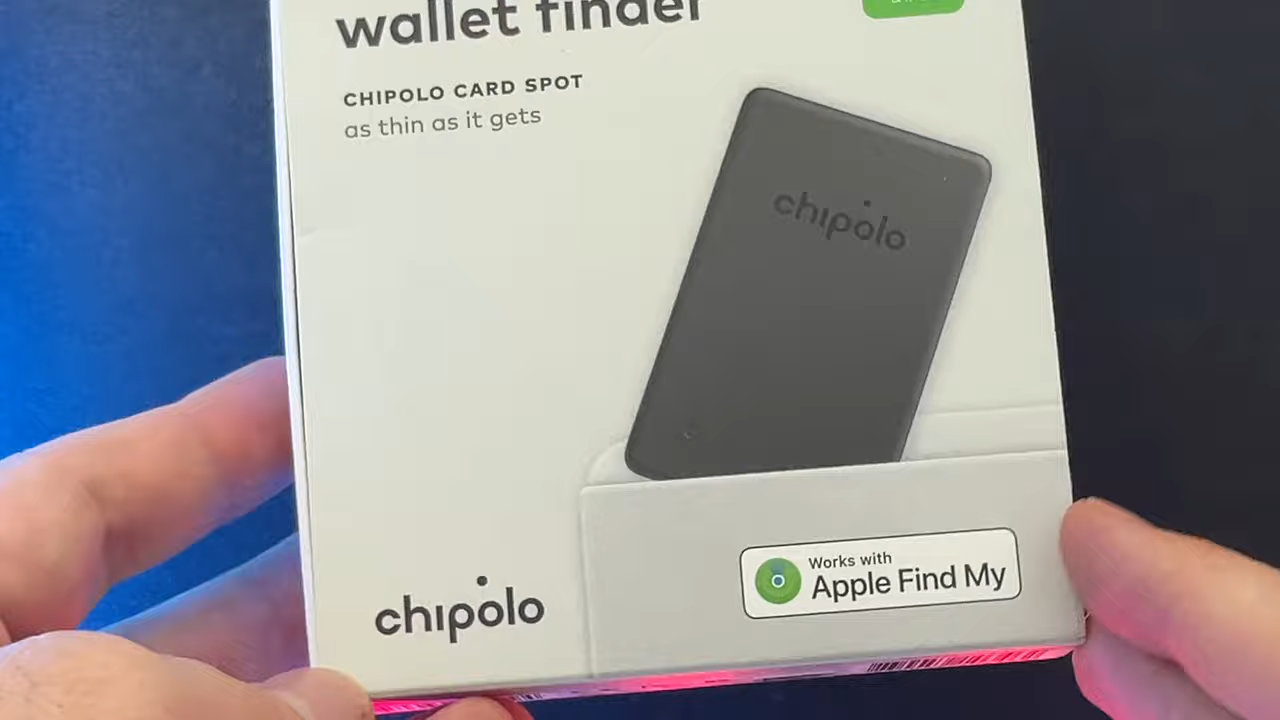 wallet finder
CHIPOLO CARD SPOT
as thin as it gets
chipolo
Works with
Apple Find My
chipolo